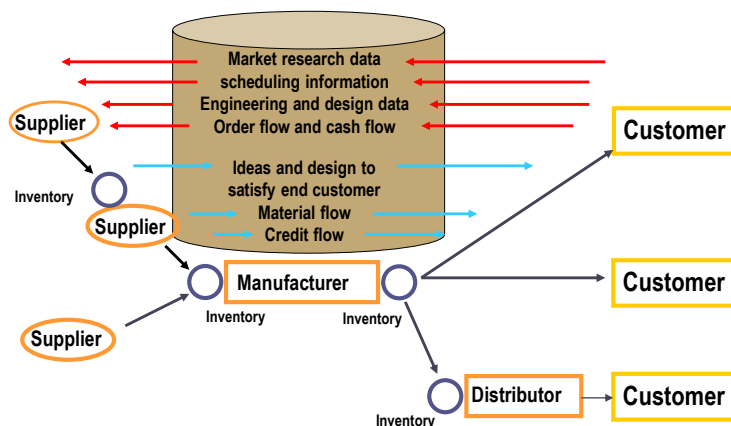 Market research data
scheduling information
Engineering and design data
Order flow and cash flow
Supplier
Customer
Ideas and design to
satisfy end customer
Inventory
Supplier
Material flow
Credit flow
Manufacturer
Customer
Inventory
Inventory
Supplier
Distributor
Customer
Inventory